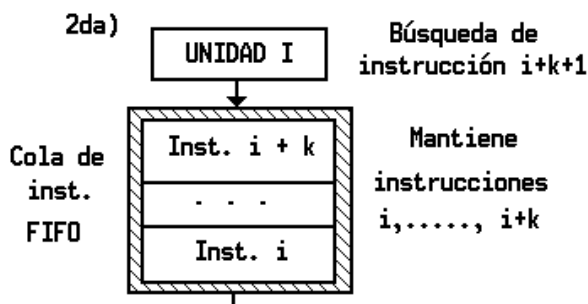 2da)
UNIDAD I
Búsqueda de
instrucción i+k+1
Cola de
inst.
FIFO
Inst. i + k
. . .
Inst. i
Mantiene
instrucciones
i,....., i+k